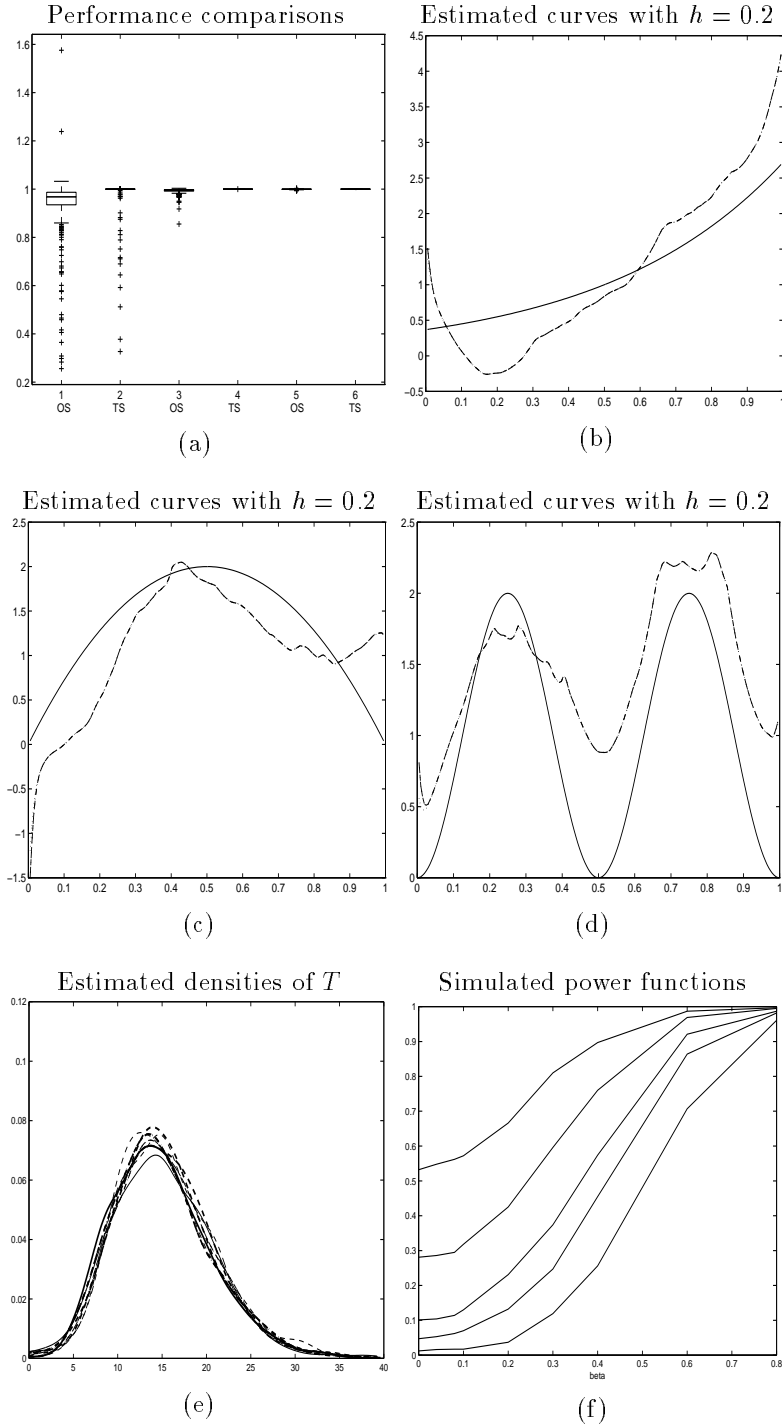 Performance comparisons
1.6
1.4
1.2
1
0.8
0.6
0.4
0.2
1 2 3 4 5 6
OS TS OS TS OS TS
(a)
Estimated curves with h = 0.2
4.5
4
3.5
3
2.5
2
1.5
1
0.5
0
−0.5
0 0.1 0.2 0.3 0.4 0.5 0.6 0.7 0.8 0.9 1
(b)
Estimated curves with h = 0.2
2.5
2
1.5
1
0.5
0
−0.5
−1
−1.5
0 0.1 0.2 0.3 0.4 0.5 0.6 0.7 0.8 0.9 1
(c)
Estimated curves with h = 0.2
2.5
2
1.5
1
0.5
0
0 0.1 0.2 0.3 0.4 0.5 0.6 0.7 0.8 0.9 1
(d)
Estimated densities of T
0.12
0.1
0.08
0.06
0.04
0.02
0
0 5 10 15 20 25 30 35 40
(e)
Simulated power functions
1
0.9
0.8
0.7
0.6
0.5
0.4
0.3
0.2
0.1
0
0 0.1 0.2 0.3 0.4 0.5 0.6 0.7 0.8
beta
(f)